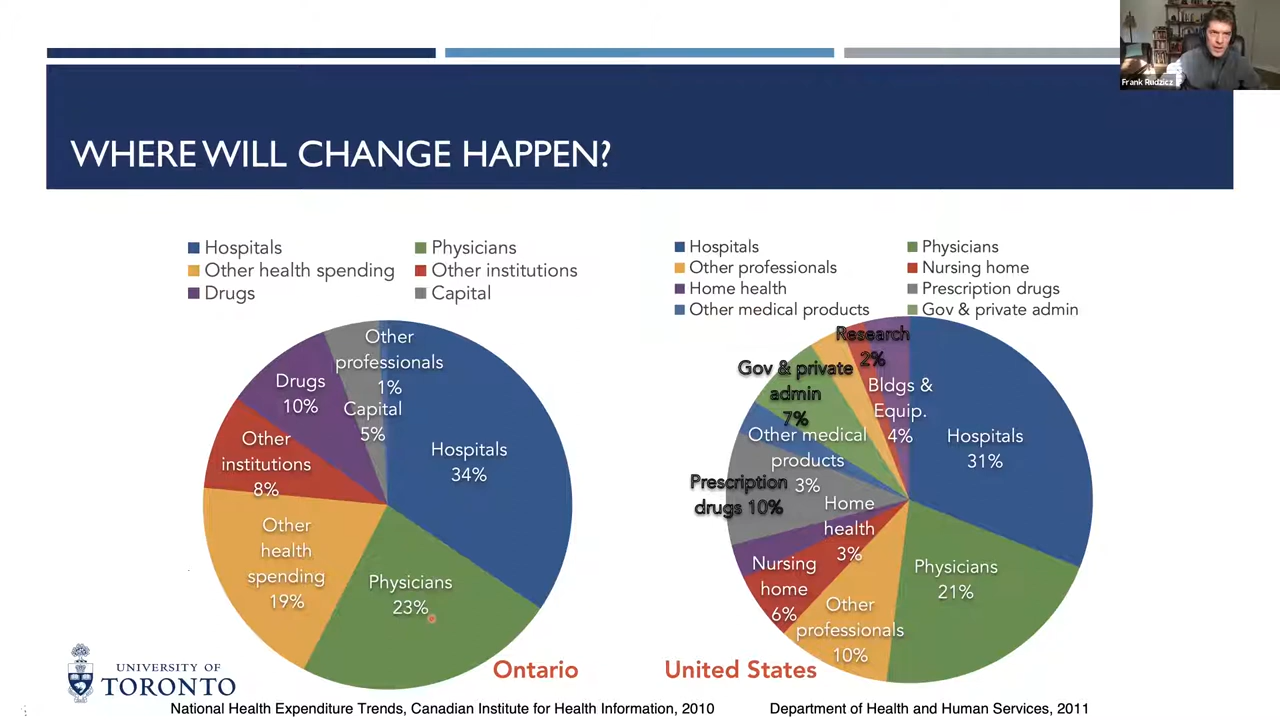 Frank Rudzicz
WHERE WILL CHANGE HAPPEN?
Hospitals
Physicians
Other health spending
Other institutions
Drugs
Capital
Other
professionals
1%
Drugs
10%
Capital
5%
Other
institutions
8%
Hospitals
34%
Other
health
spending
19%
Physicians
23%
Ontario
Hospitals
Physicians
Other professionals
Nursing home
Home health
Prescription drugs
Other medical products
Gov & private admin
Research
2%
Gov & private
admin
7%
Bldgs &
Equip.
4%
Other medical
products
3%
Hospitals
31%
Prescription
drugs 10%
Home
health
3%
Nursing
home
6%
Physicians
21%
Other
professionals
10%
United States
UNIVERSITY OF
TORONTO
National Health Expenditure Trends, Canadian Institute for Health Information, 2010
Department of Health and Human Services, 2011